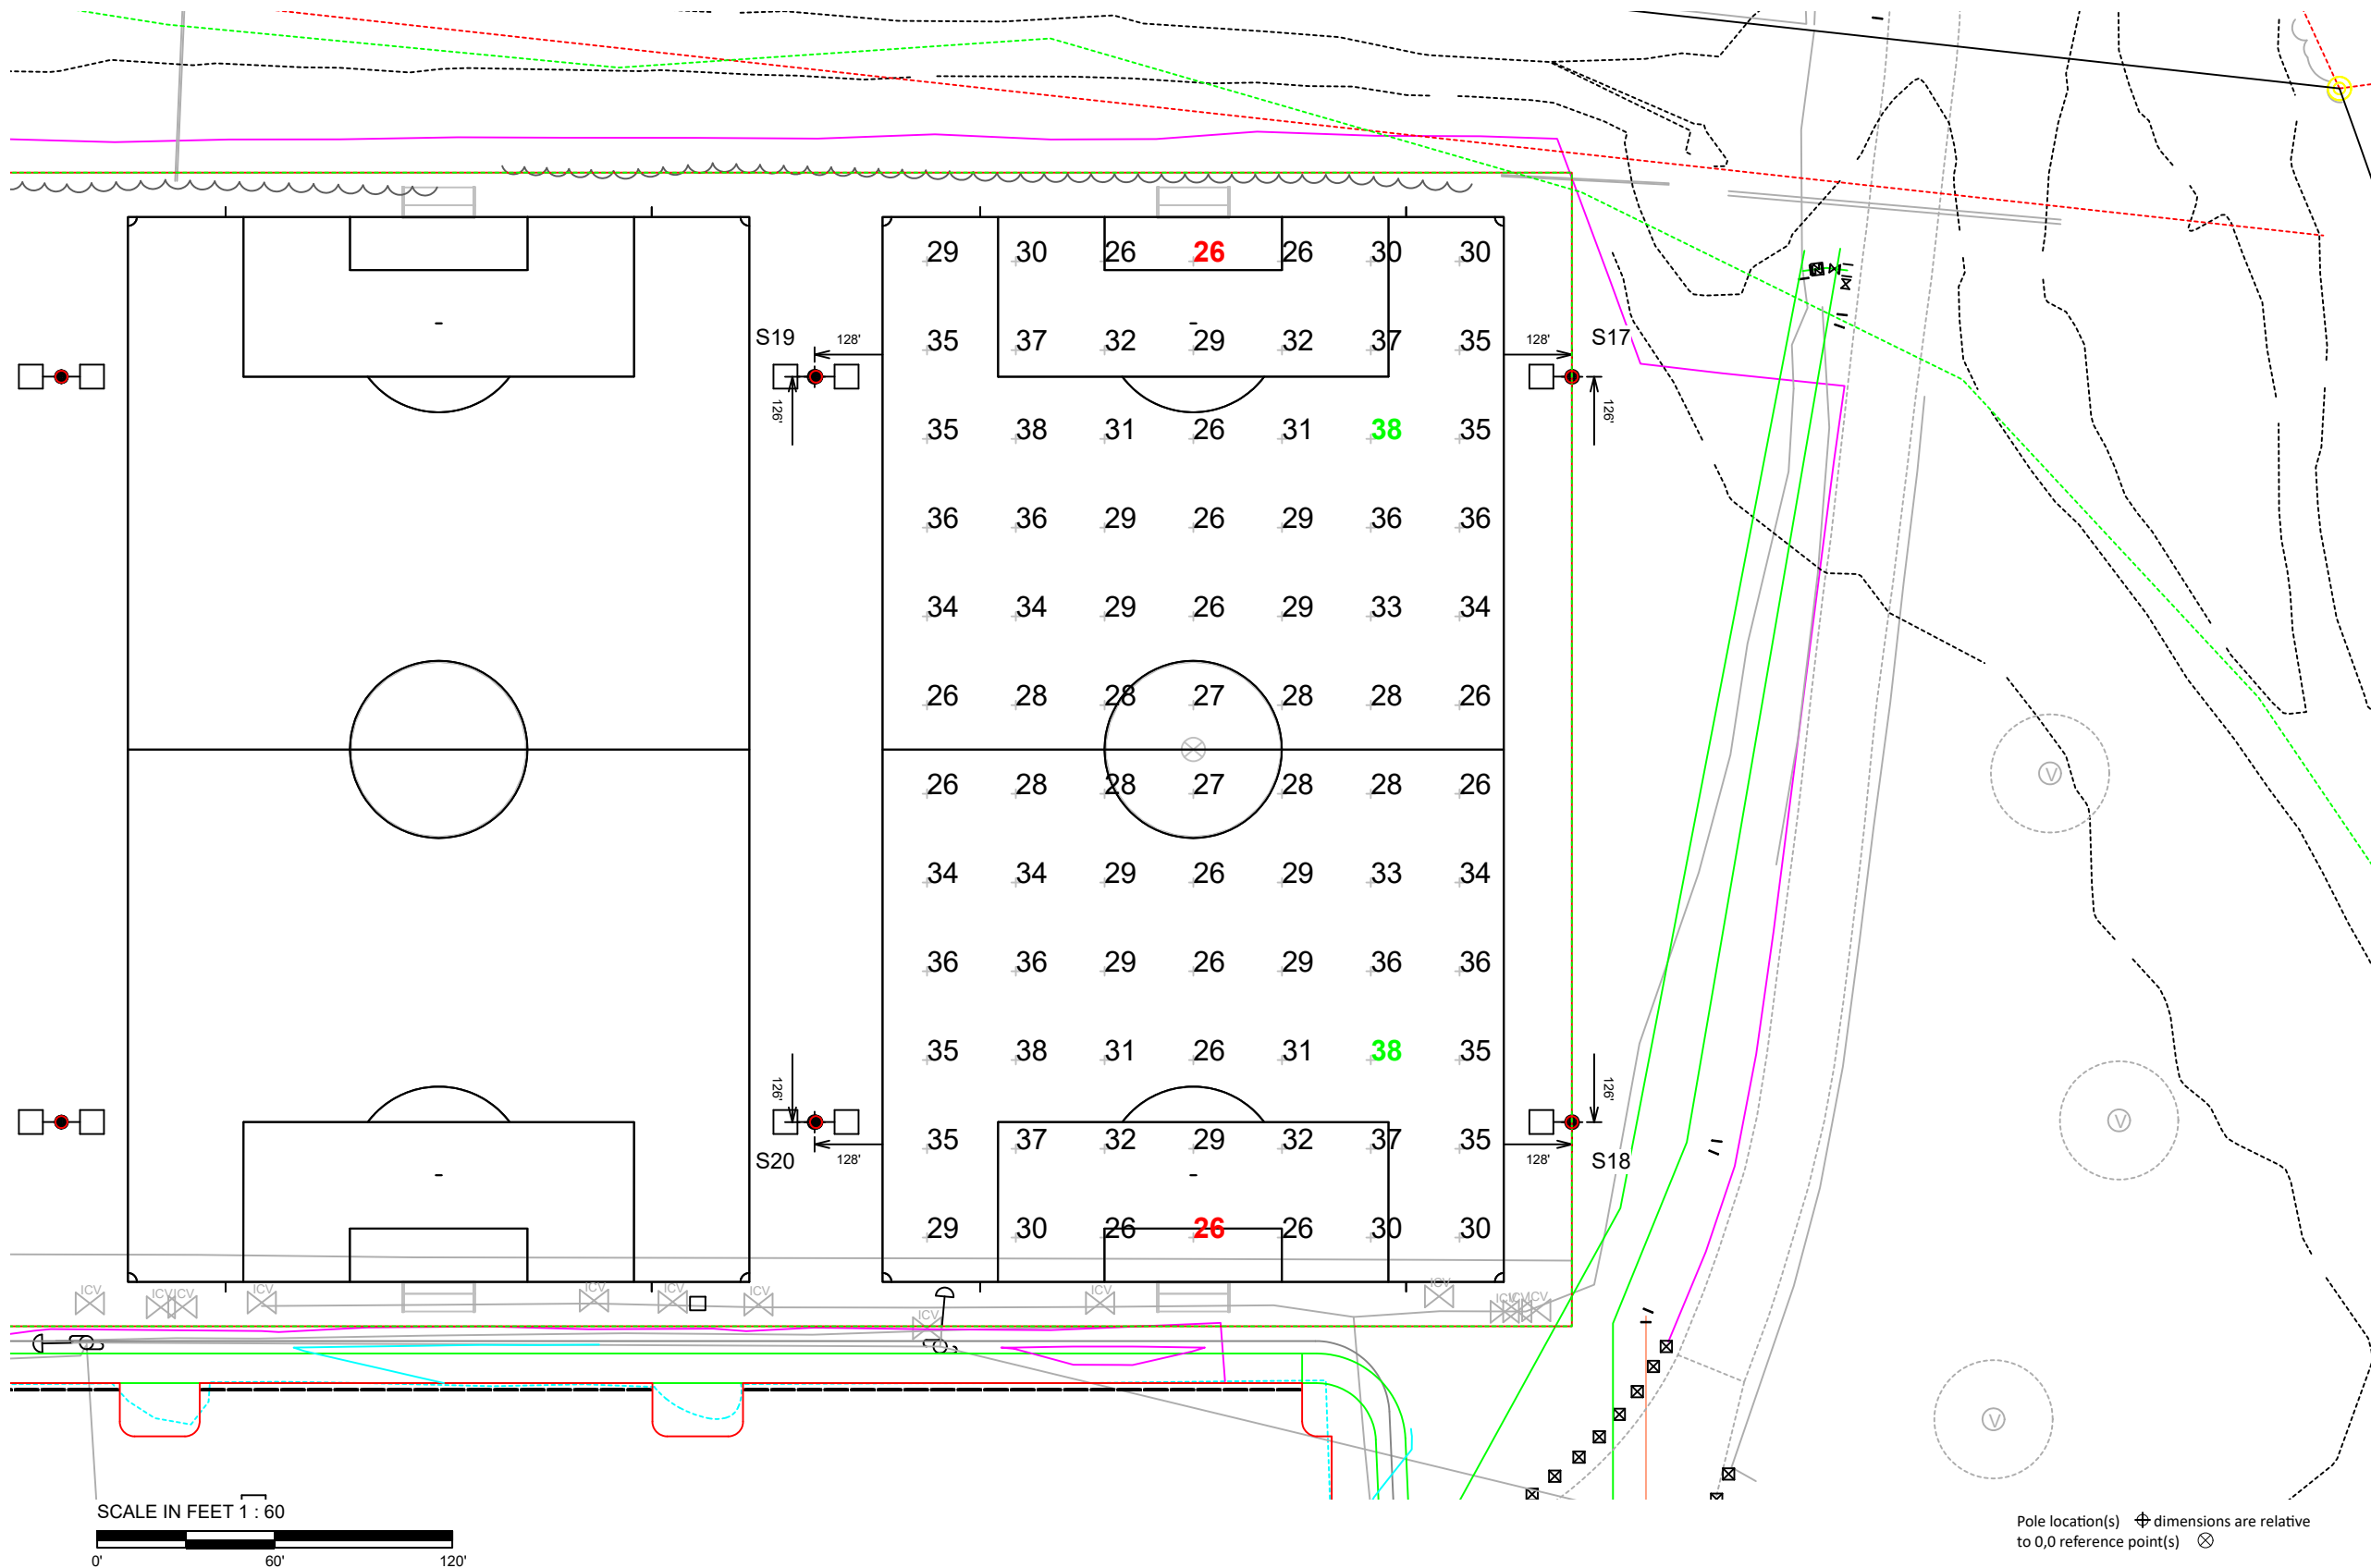 29 30 26 26 26 30 30
S19 128' 35 37 32 29 32 37 35 128' S17
126' 126'
35 38 31 26 31 38 35
36 36 29 26 29 36 36
34 34 29 26 29 33 34
26 28 28 27 28 28 26
V
26 28 28 27 28 28 26
34 34 29 26 29 33 34
36 36 29 26 29 36 36
35 38 31 26 31 38 35
126' 126'
V
35 37 32 29 32 37 35
S20 128' 128' S18
29 30 26 26 26 30 30
ICV ICV ICV ICV ICV ICV ICV ICV ICV ICV ICV ICV ICV
V
SCALE IN FEET 1 : 60
0' 60' 120'
Pole location(s) dimensions are relative
to 0,0 reference point(s)